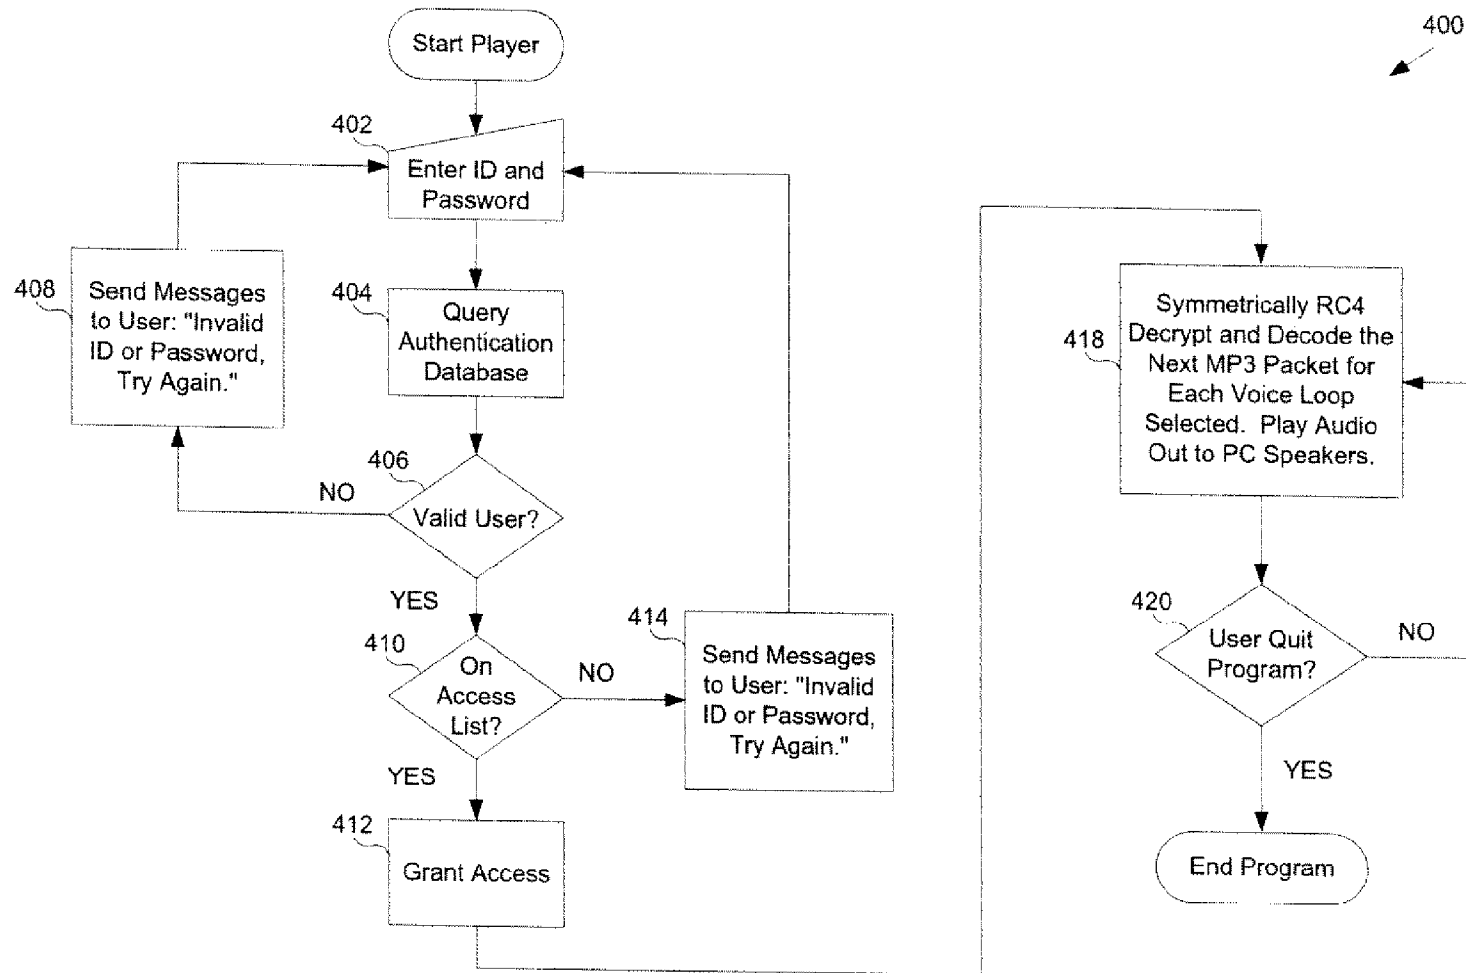 400
Start Player
402
Enter ID and
Password
408
Send Messages
to User: "Invalid
ID or Password,
Try Again."
404
Query
Authentication
Database
406
NO
Valid User?
YES
410
On
Access
List?
NO
414
Send Messages
to User: "Invalid
ID or Password,
Try Again."
YES
412
Grant Access
418
Symmetrically RC4
Decrypt and Decode the
Next MP3 Packet for
Each Voice Loop
Selected. Play Audio
Out to PC Speakers.
420
User Quit
Program?
NO
YES
End Program